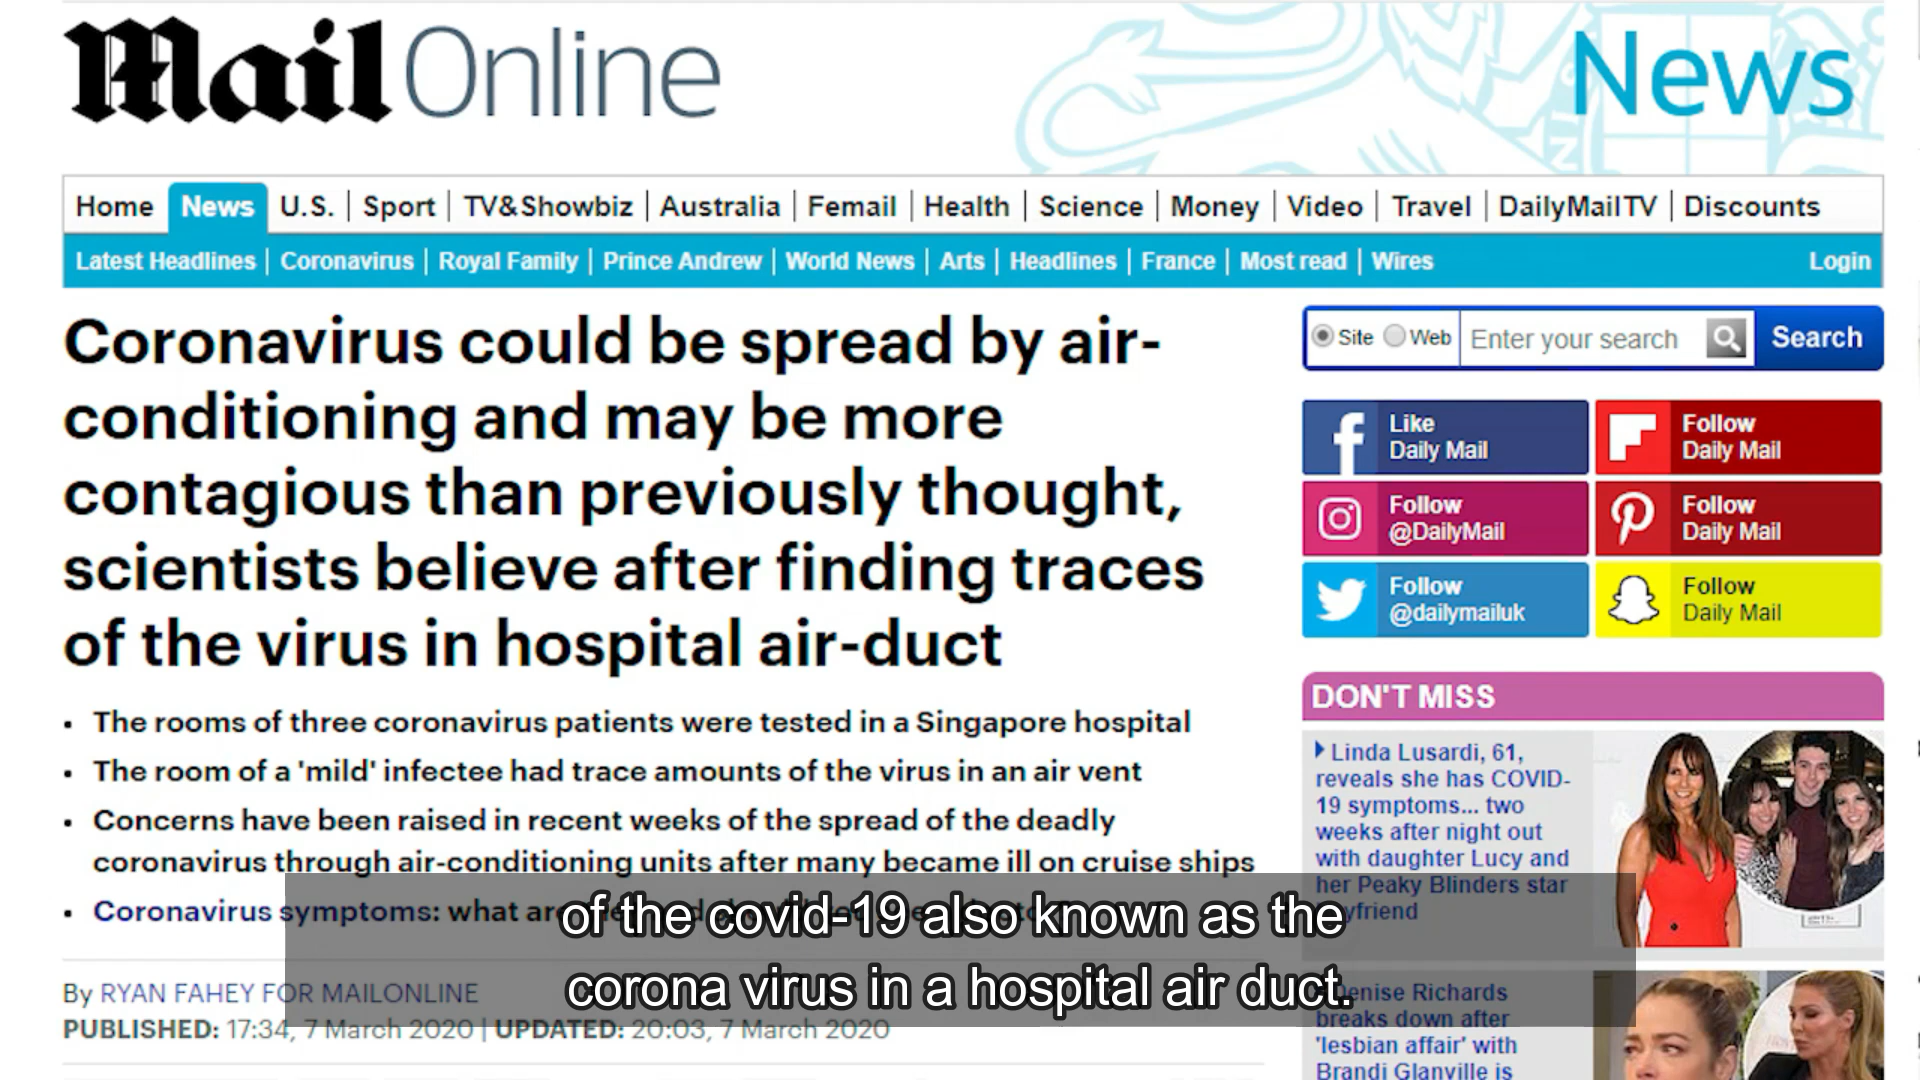 Mail Online
News
Home News U.S. Sport TV&Showbiz Australia Femail Health Science Money Video Travel DailyMailTV Discounts
Latest Headlines Coronavirus Royal Family Prince Andrew World News Arts Headlines France Most read Wires Login
Coronavirus could be spread by air-
conditioning and may be more
contagious than previously thought,
scientists believe after finding traces
of the virus in hospital air-duct
The rooms of three coronavirus patients were tested in a Singapore hospital
The room of a 'mild' infectee had trace amounts of the virus in an air vent
Concerns have been raised in recent weeks of the spread of the deadly
coronavirus through air-conditioning units after many became ill on cruise ships
Coronavirus symptoms: what are
By RYAN FAHEY FOR MAILONLINE
PUBLISHED: 17:34, 7 March 2020 | UPDATED: 20:03, 7 March 2020
Site Web Enter your search Search
Like
Daily Mail
Follow
Daily Mail
Follow
@DailyMail
Follow
Daily Mail
Follow
@dailymailuk
Follow
Daily Mail
DON'T MISS
Linda Lusardi, 61,
reveals she has COVID-
19 symptoms... two
weeks after night out
with daughter Lucy and
her Peaky Blinders star
Richards
breaks down after
'lesbian affair' with
Brandi Glanville is
of the covid-19 also known as the
corona virus in a hospital air duct.